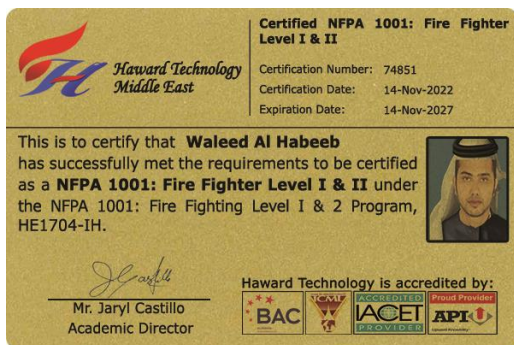 Haward Technology
Middle East
Certified NFPA 1001: Fire Fighter
Level I & II
Certification Number: 74851
Certification Date: 14-Nov-2022
Expiration Date: 14-Nov-2027
This is to certify that Waleed Al Habeeb
has successfully met the requirements to be certified
as a NFPA 1001: Fire Fighter Level I & II under
the NFPA 1001: Fire Fighting Level I & 2 Program,
HE1704-IH.
Mr. Jaryl Castillo
Academic Director
Haward Technology is accredited by:
BAC
ICML
ACCREDITED
IACET
PROVIDER
Proud Provider
API